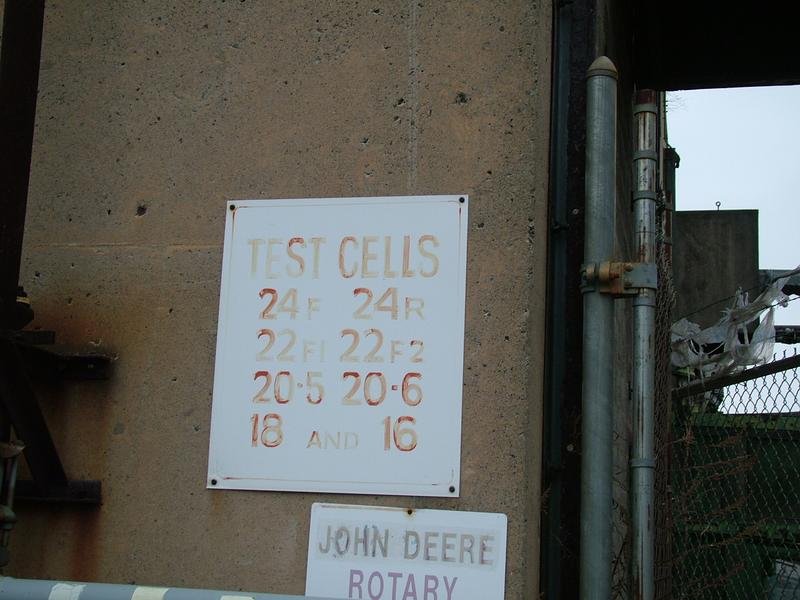 TEST CELLS
24F 24R
22F1 22F2
20-5 20-6
18 AND 16
JOHN DEERE
ROTARY